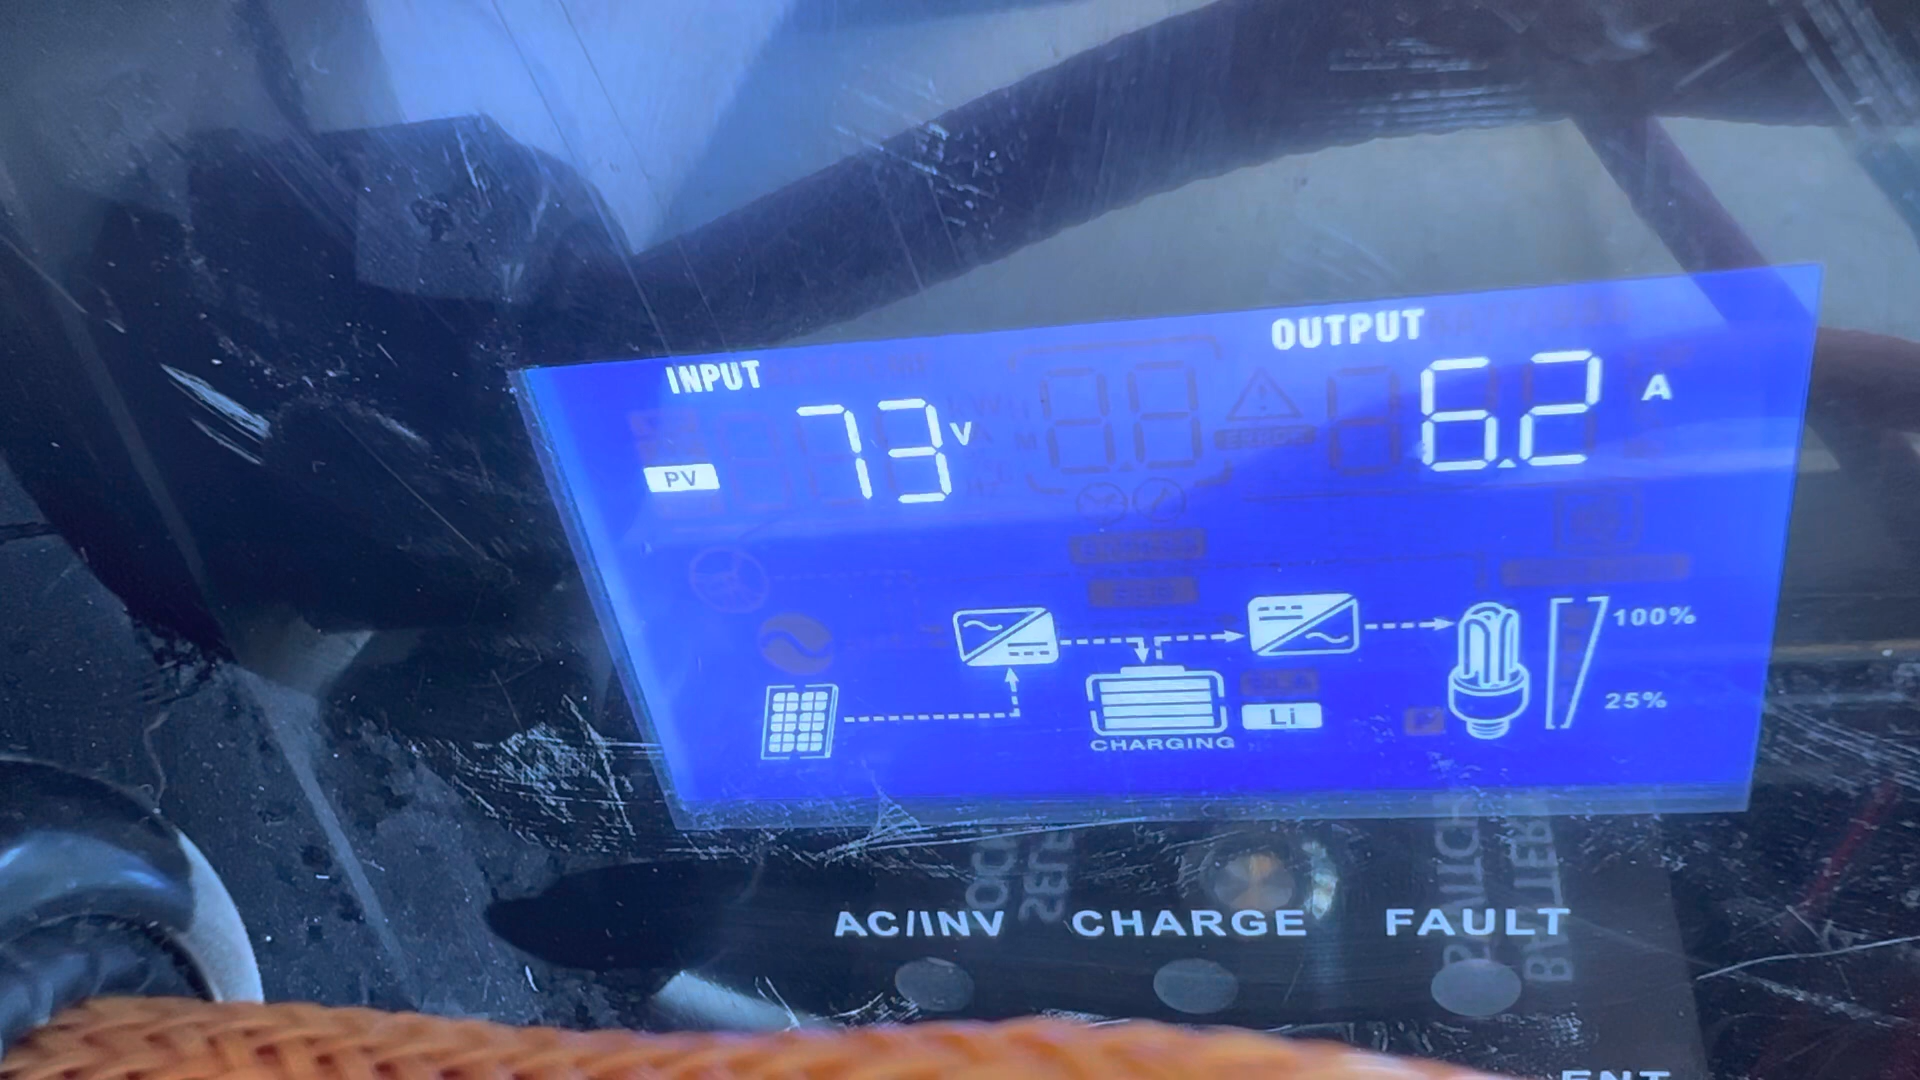 INPUT
OUTPUT
PV
73 V
6.2 A
100%
25%
Li
CHARGING
AC/INV
CHARGE
FAULT